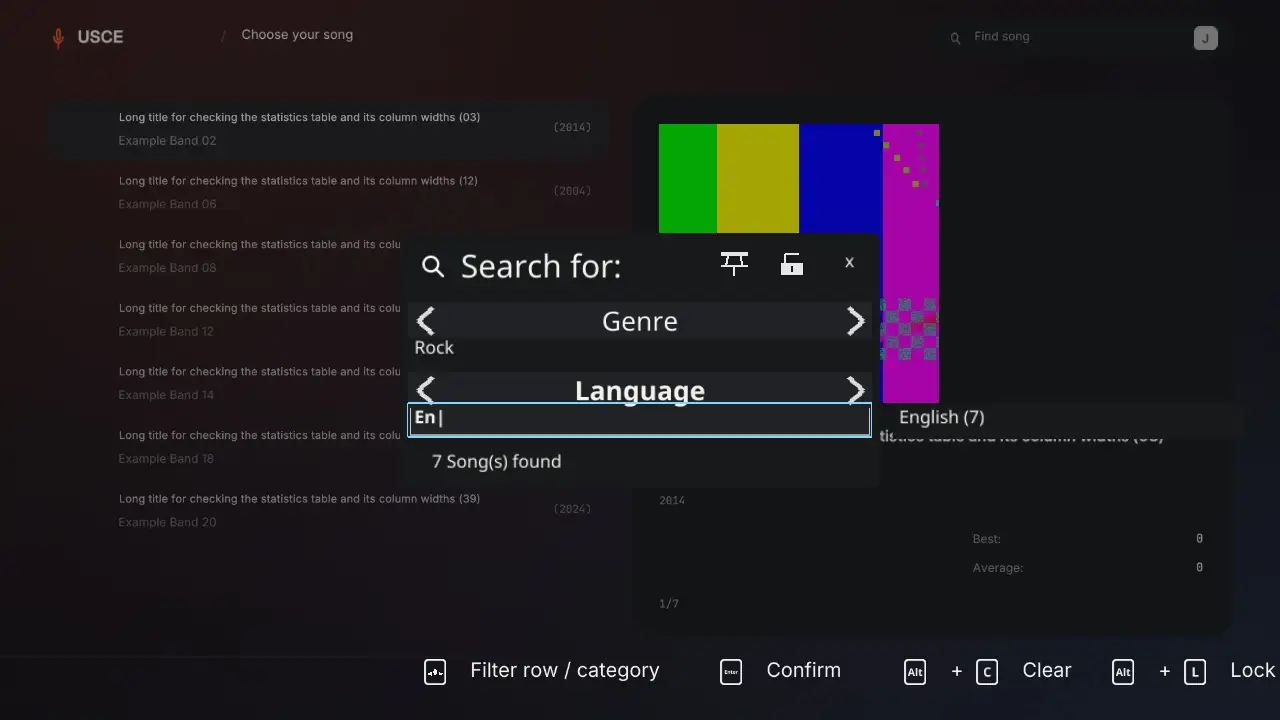 USCE / Choose your song
Find song
J
Long title for checking the statistics table and its column widths (03)
Example Band 02
(2014)
Long title for checking the statistics table and its column widths (12)
Example Band 06
(2004)
Long title for checking the statistics table and its colu
Example Band 08
Long title for checking the statistics table and its colu
Example Band 12
Long title for checking the statistics table and its colu
Example Band 14
Long title for checking the statistics table and its colu
Example Band 18
Long title for checking the statistics table and its column widths (39)
Example Band 20
(2024)
Search for:
x
Genre
Rock
Language
En|
7 Song(s) found
English (7)
table and its column widths
2014
Best: 0
Average: 0
1/7
Filter row / category
Enter Confirm
Alt + C Clear
Alt + L Lock